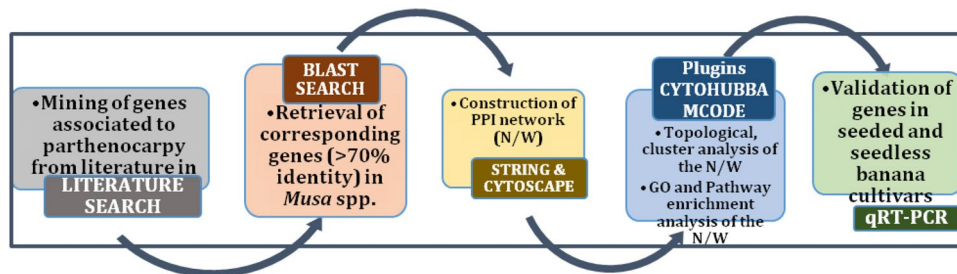 •Mining of genes
associated to
parthenocarpy from
literature in
LITERATURE
SEARCH
BLAST
SEARCH
•Retrieval of
corresponding
genes (>70%
identity) in
Musa spp.
•Construction of
PPI network
(N/W)
STRING &
CYTOSCAPE
Plugins
CYTOHUBBA
MCODE
•Topological,
cluster analysis of
the N/W
•GO and Pathway
enrichment
analysis of the
N/W
•Validation of
genes in
seeded and
seedless
banana
cultivars
qRT-PCR